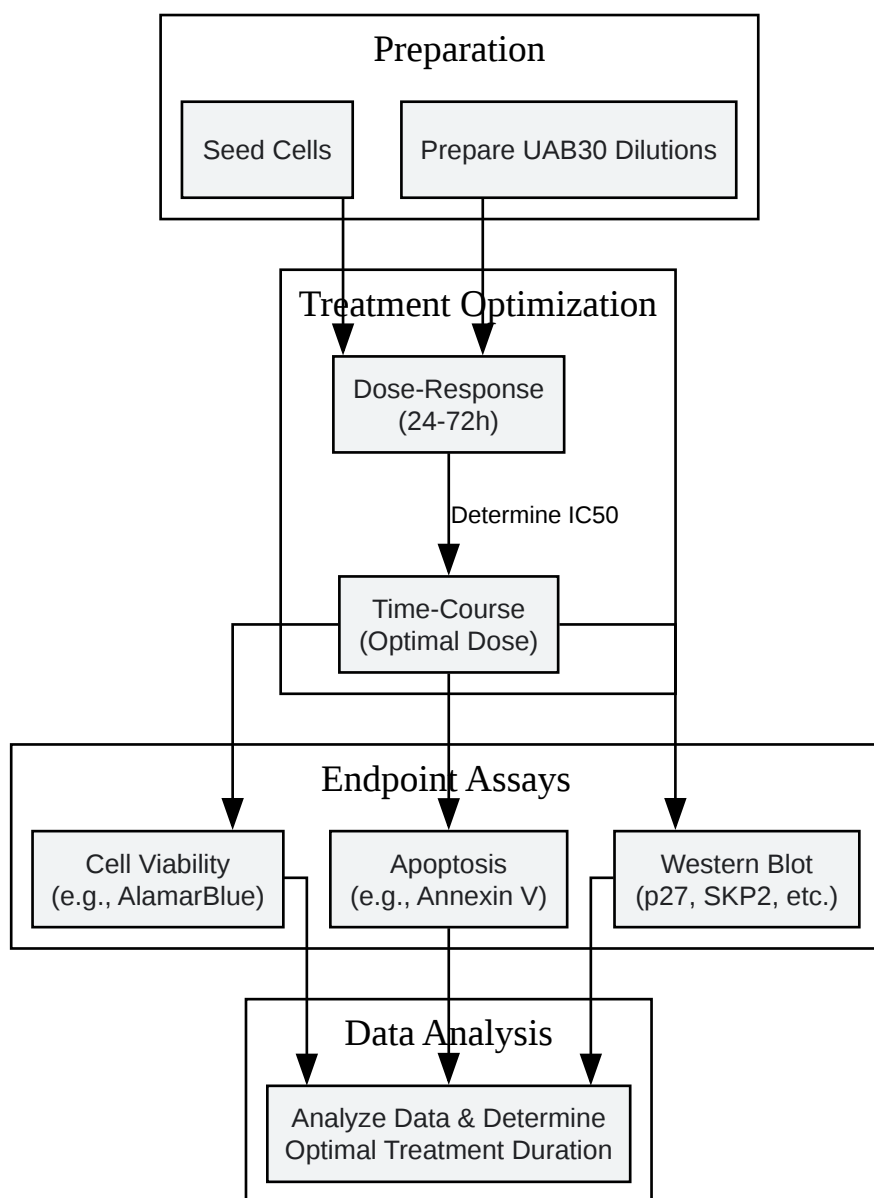 Preparation
Seed Cells
Prepare UAB30 Dilutions
Treatment Optimization
Dose-Response
(24-72h)
Determine IC50
Time-Course
(Optimal Dose)
Endpoint Assays
Cell Viability
(e.g., AlamarBlue)
Apoptosis
(e.g., Annexin V)
Western Blot
(p27, SKP2, etc.)
Data Analysis
Analyze Data & Determine
Optimal Treatment Duration